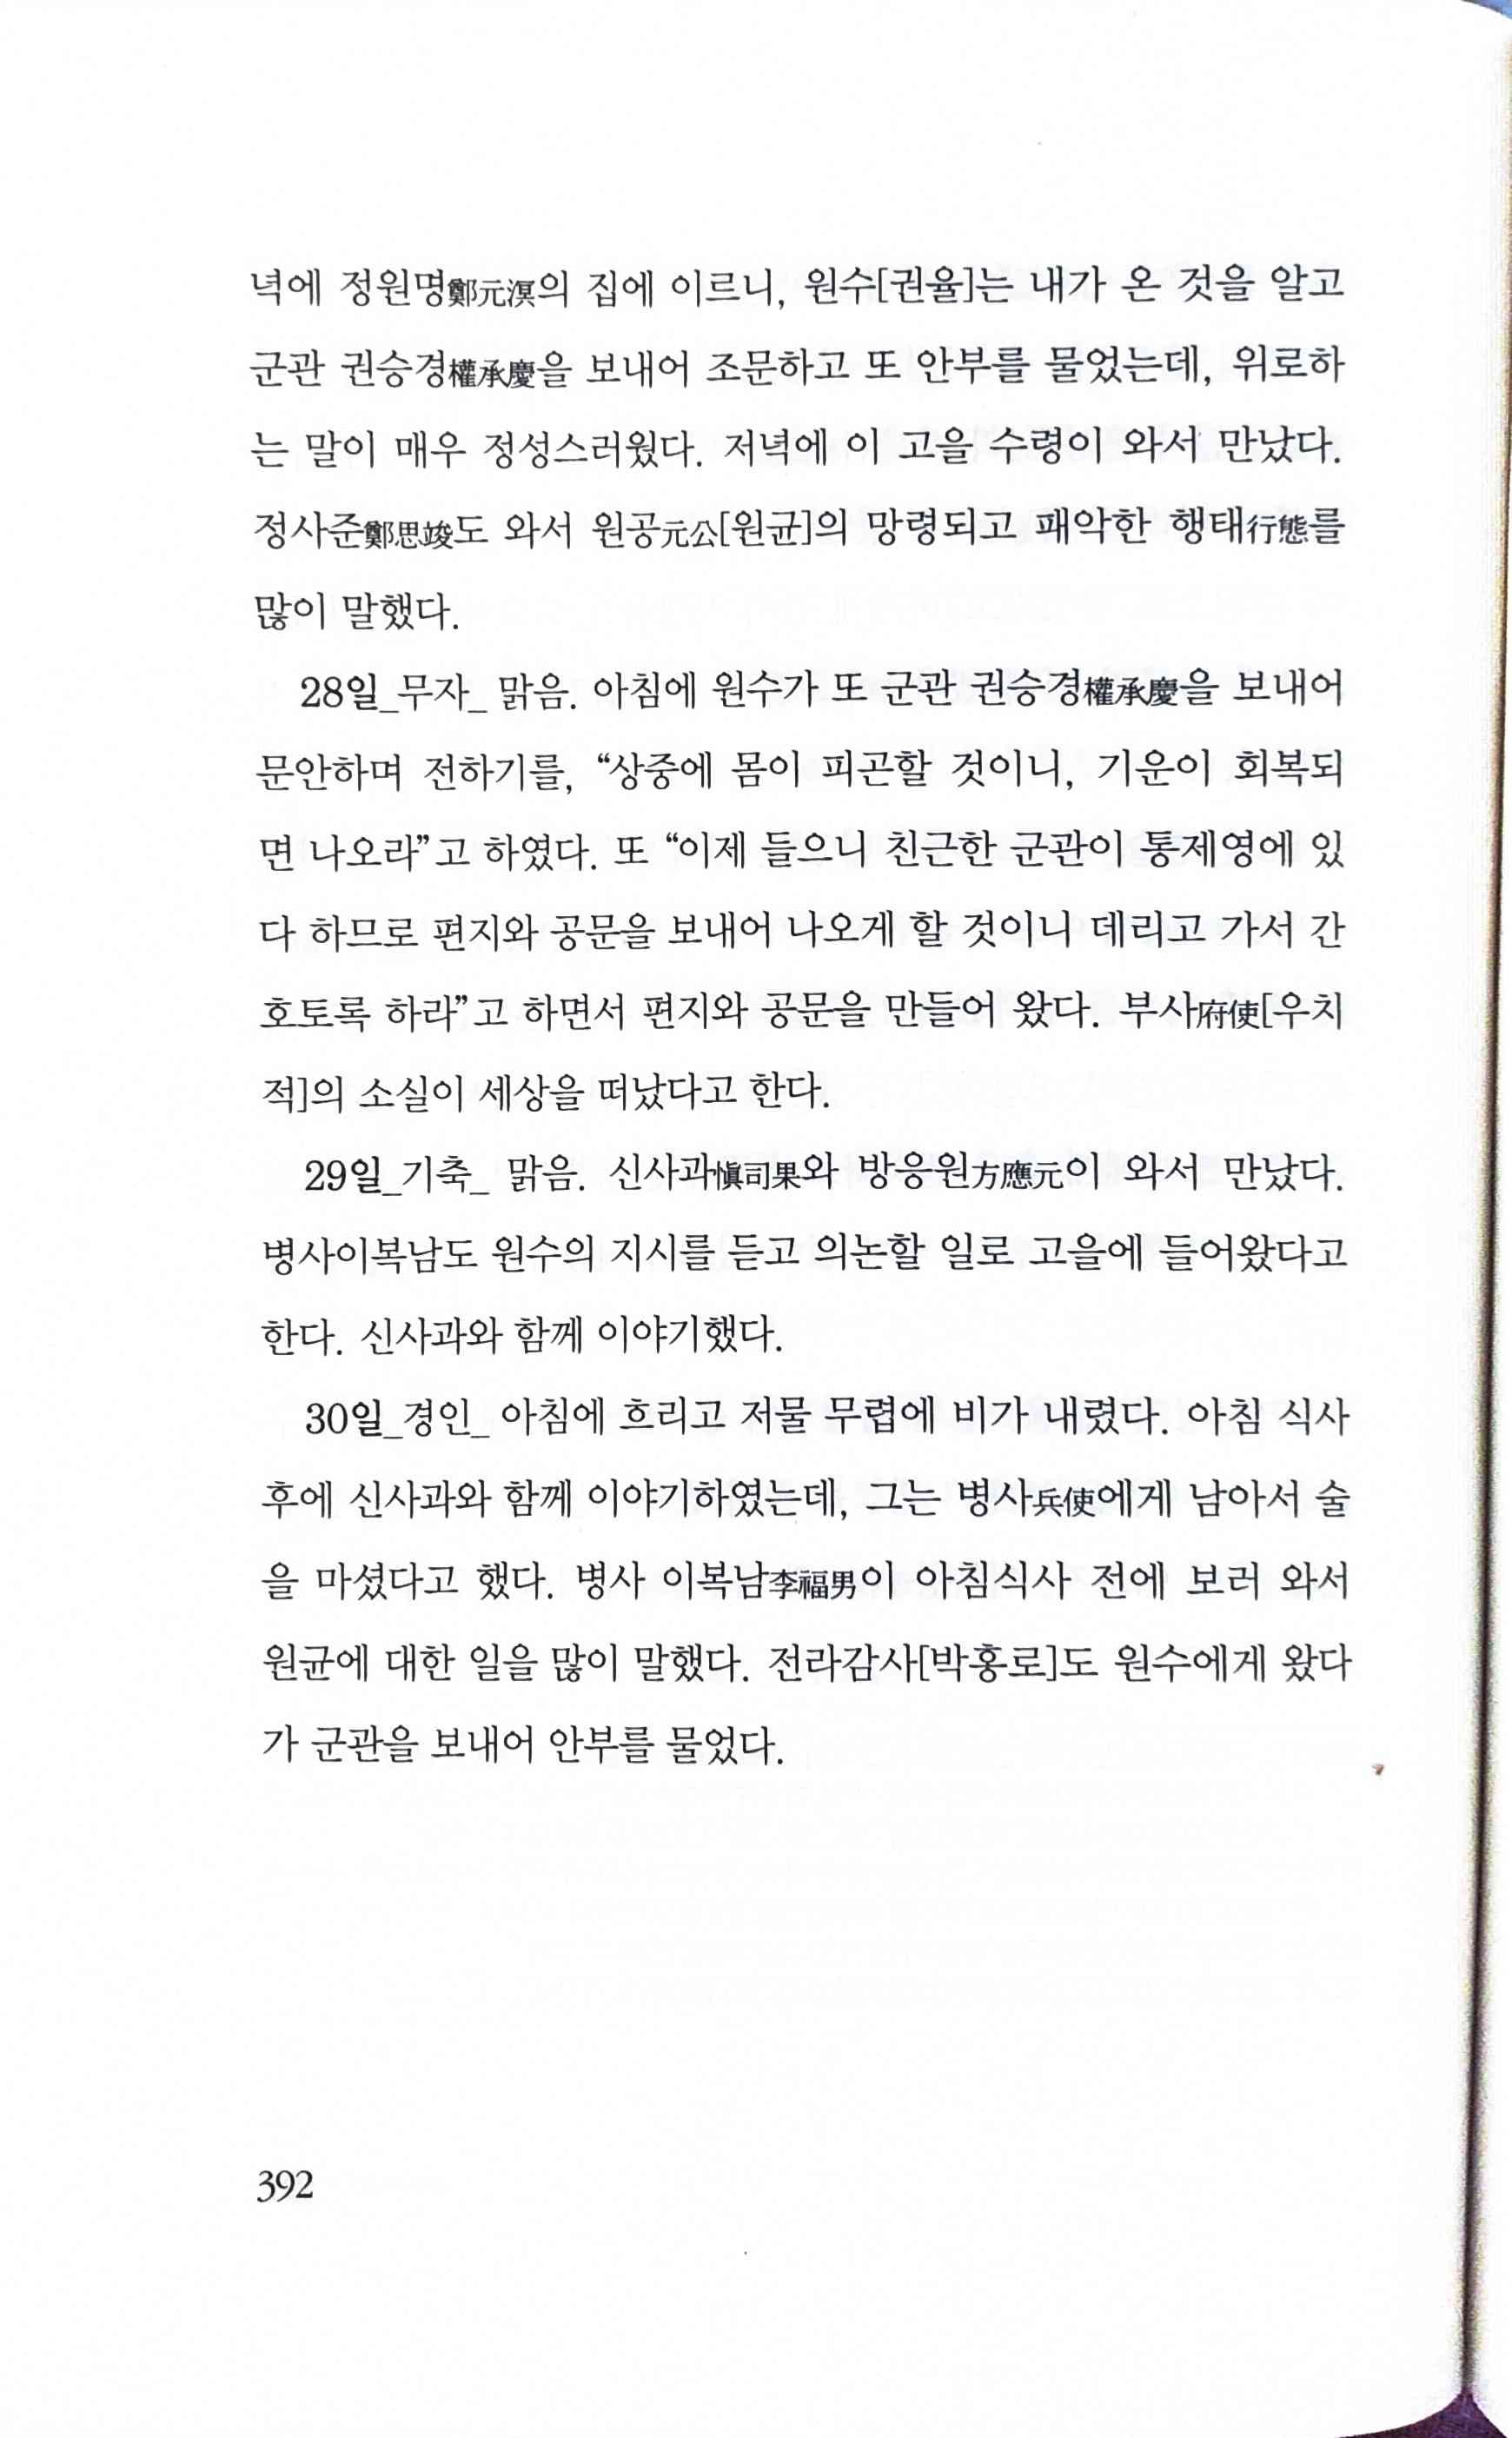 녁에 정원명鄭元溟의 집에 이르니, 원수[권율]는 내가 온 것을 알고
군관 권승경權承慶을 보내어 조문하고 또 안부를 물었는데, 위로하
는 말이 매우 정성스러웠다. 저녁에 이 고을 수령이 와서 만났다.
정사준鄭思竣도 와서 원공元公[원균]의 망령되고 패악한 행태行態를
많이 말했다.
28일_무자_ 맑음. 아침에 원수가 또 군관 권승경權承慶을 보내어
문안하며 전하기를, “상중에 몸이 피곤할 것이니, 기운이 회복되
면 나오라”고 하였다. 또 “이제 들으니 친근한 군관이 통제영에 있
다 하므로 편지와 공문을 보내어 나오게 할 것이니 데리고 가서 간
호토록 하라”고 하면서 편지와 공문을 만들어 왔다. 부사府使[우치
적]의 소실이 세상을 떠났다고 한다.
29일_기축_ 맑음. 신사과愼司果와 방응원方應元이 와서 만났다.
병사이복남도 원수의 지시를 듣고 의논할 일로 고을에 들어왔다고
한다. 신사과와 함께 이야기했다.
30일_경인_ 아침에 흐리고 저물 무렵에 비가 내렸다. 아침 식사
후에 신사과와 함께 이야기하였는데, 그는 병사兵使에게 남아서 술
을 마셨다고 했다. 병사 이복남李福男이 아침식사 전에 보러 와서
원균에 대한 일을 많이 말했다. 전라감사[박홍로]도 원수에게 왔다
가 군관을 보내어 안부를 물었다.
392